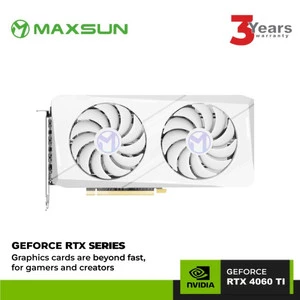 MAXSUN
3 Years
warranty
GEFORCE RTX SERIES
Graphics cards are beyond fast,
for gamers and creators
NVIDIA
GEFORCE
RTX 4060 TI